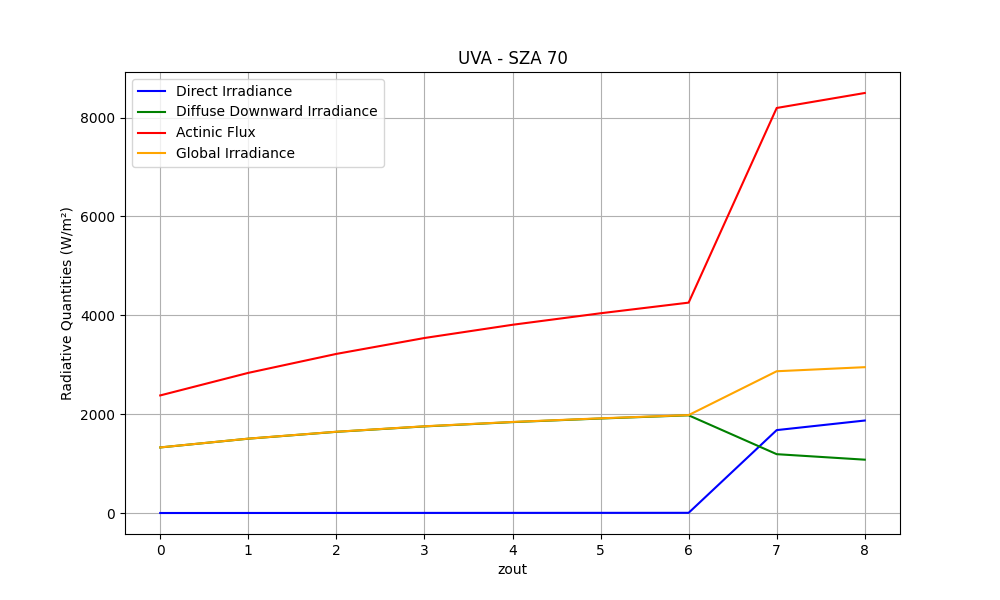 UVA - SZA 70
Direct Irradiance
Diffuse Downward Irradiance
Actinic Flux
Global Irradiance
Radiative Quantities (W/m²)
8000
6000
4000
2000
0
0 1 2 3 4 5 6 7 8
zout